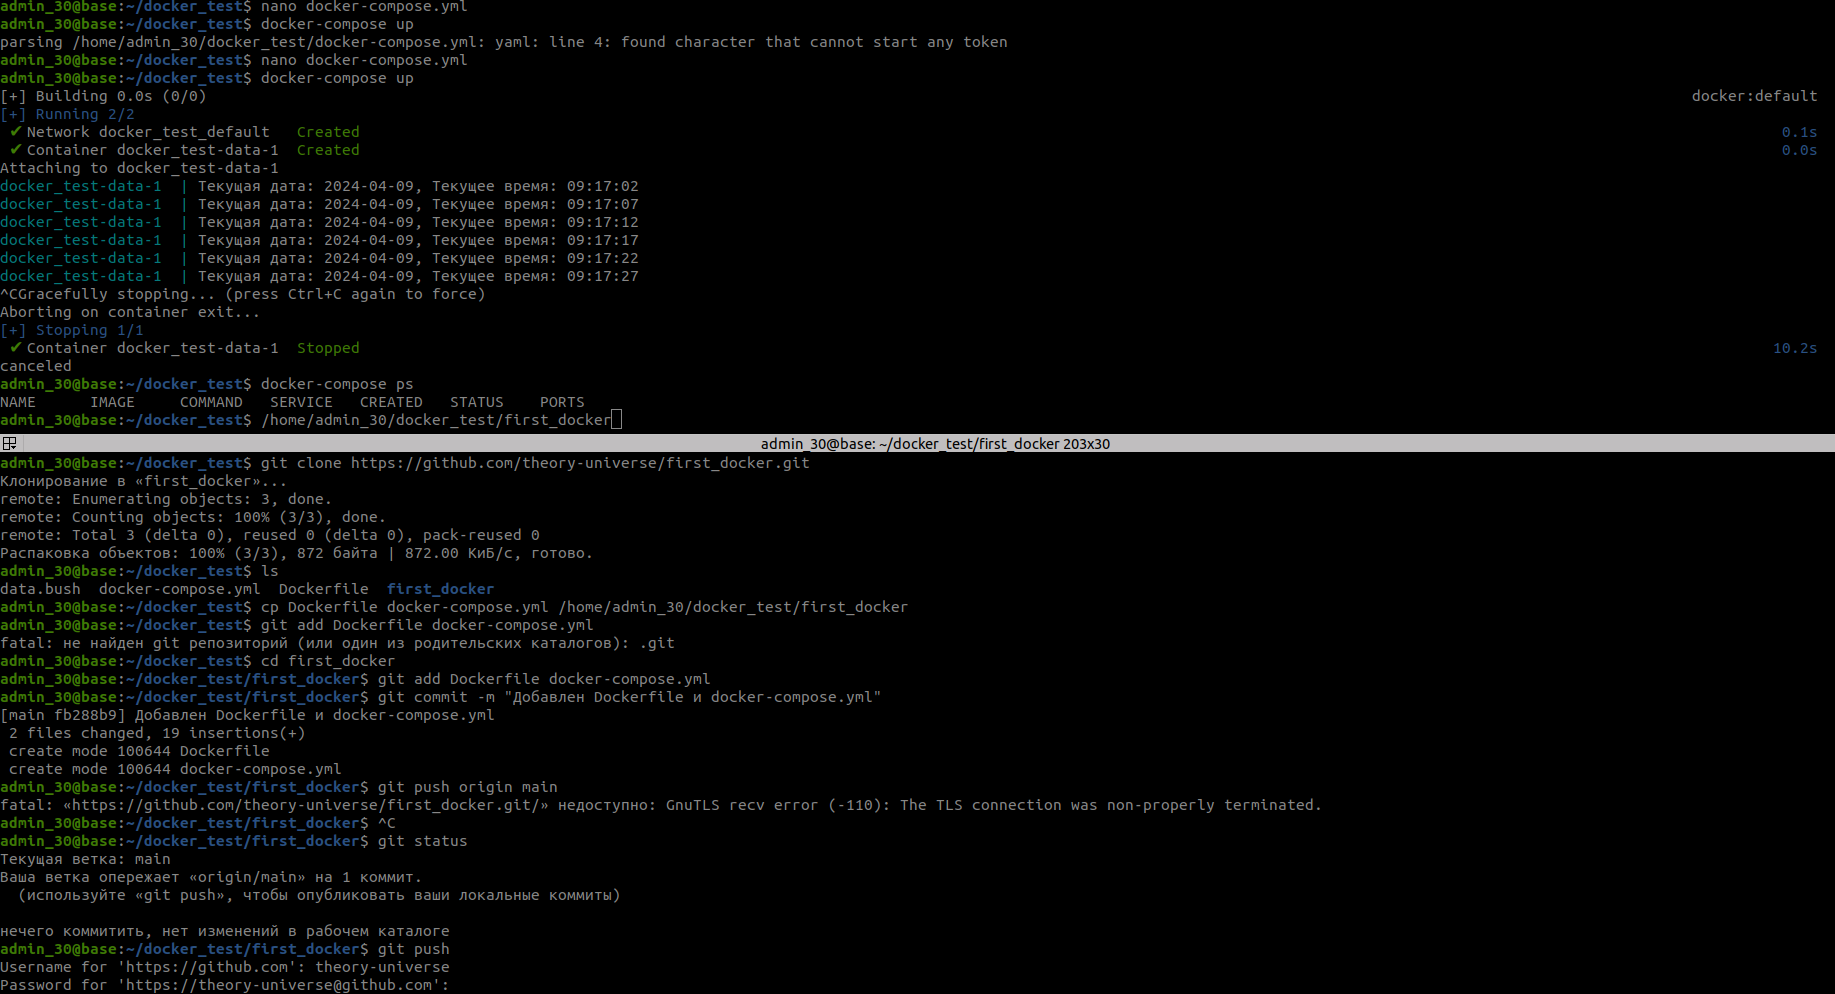 admin_30@base:~/docker_test$ nano docker-compose.yml
admin_30@base:~/docker_test$ docker-compose up
parsing /home/admin_30/docker_test/docker-compose.yml: yaml: line 4: found character that cannot start any token
admin_30@base:~/docker_test$ nano docker-compose.yml
admin_30@base:~/docker_test$ docker-compose up
[+] Building 0.0s (0/0) docker:default
[+] Running 2/2
✔ Network docker_test_default Created 0.1s
✔ Container docker_test-data-1 Created 0.0s
Attaching to docker_test-data-1
docker_test-data-1 | Текущая дата: 2024-04-09, Текущее время: 09:17:02
docker_test-data-1 | Текущая дата: 2024-04-09, Текущее время: 09:17:07
docker_test-data-1 | Текущая дата: 2024-04-09, Текущее время: 09:17:12
docker_test-data-1 | Текущая дата: 2024-04-09, Текущее время: 09:17:17
docker_test-data-1 | Текущая дата: 2024-04-09, Текущее время: 09:17:22
docker_test-data-1 | Текущая дата: 2024-04-09, Текущее время: 09:17:27
^CGracefully stopping... (press Ctrl+C again to force)
Aborting on container exit...
[+] Stopping 1/1
✔ Container docker_test-data-1 Stopped 10.2s
canceled
admin_30@base:~/docker_test$ docker-compose ps
NAME IMAGE COMMAND SERVICE CREATED STATUS PORTS
admin_30@base:~/docker_test$ /home/admin_30/docker_test/first_docker
admin_30@base: ~/docker_test/first_docker 203x30
admin_30@base:~/docker_test$ git clone https://github.com/theory-universe/first_docker.git
Клонирование в «first_docker»...
remote: Enumerating objects: 3, done.
remote: Counting objects: 100% (3/3), done.
remote: Total 3 (delta 0), reused 0 (delta 0), pack-reused 0
Распаковка объектов: 100% (3/3), 872 байта | 872.00 КиБ/с, готово.
admin_30@base:~/docker_test$ ls
data.bush docker-compose.yml Dockerfile first_docker
admin_30@base:~/docker_test$ cp Dockerfile docker-compose.yml /home/admin_30/docker_test/first_docker
admin_30@base:~/docker_test$ git add Dockerfile docker-compose.yml
fatal: не найден git репозиторий (или один из родительских каталогов): .git
admin_30@base:~/docker_test$ cd first_docker
admin_30@base:~/docker_test/first_docker$ git add Dockerfile docker-compose.yml
admin_30@base:~/docker_test/first_docker$ git commit -m "Добавлен Dockerfile и docker-compose.yml"
[main fb288b9] Добавлен Dockerfile и docker-compose.yml
2 files changed, 19 insertions(+)
create mode 100644 Dockerfile
create mode 100644 docker-compose.yml
admin_30@base:~/docker_test/first_docker$ git push origin main
fatal: «https://github.com/theory-universe/first_docker.git/» недоступно: GnuTLS recv error (-110): The TLS connection was non-properly terminated.
admin_30@base:~/docker_test/first_docker$ ^C
admin_30@base:~/docker_test/first_docker$ git status
Текущая ветка: main
Ваша ветка опережает «origin/main» на 1 коммит.
(используйте «git push», чтобы опубликовать ваши локальные коммиты)
нечего коммитить, нет изменений в рабочем каталоге
admin_30@base:~/docker_test/first_docker$ git push
Username for 'https://github.com': theory-universe
Password for 'https://theory-universe@github.com':